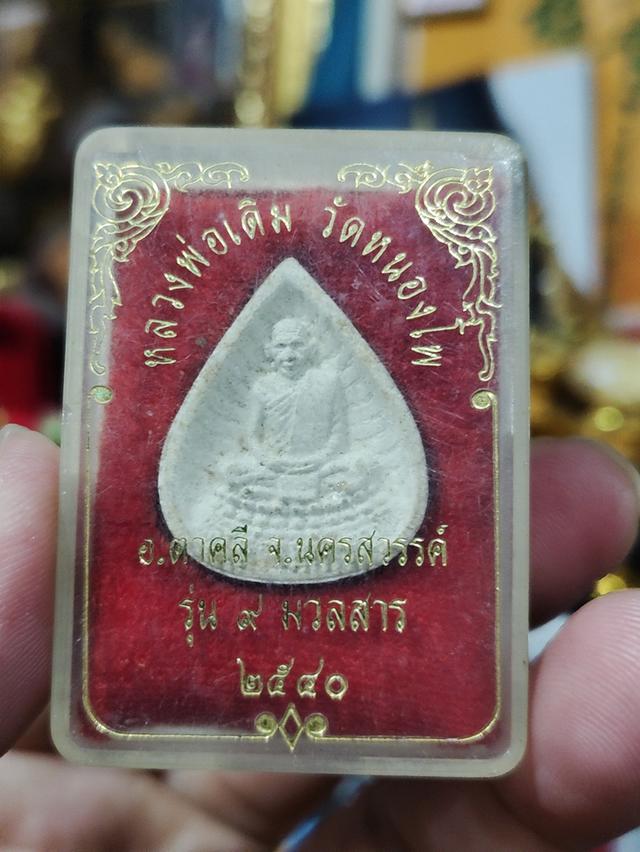 หลวงพ่อเดิม วัดหนองโพ
อ.ตาคลี จ.นครสวรรค์
รุ่น ๙ มวลสาร
๒๕๔๐